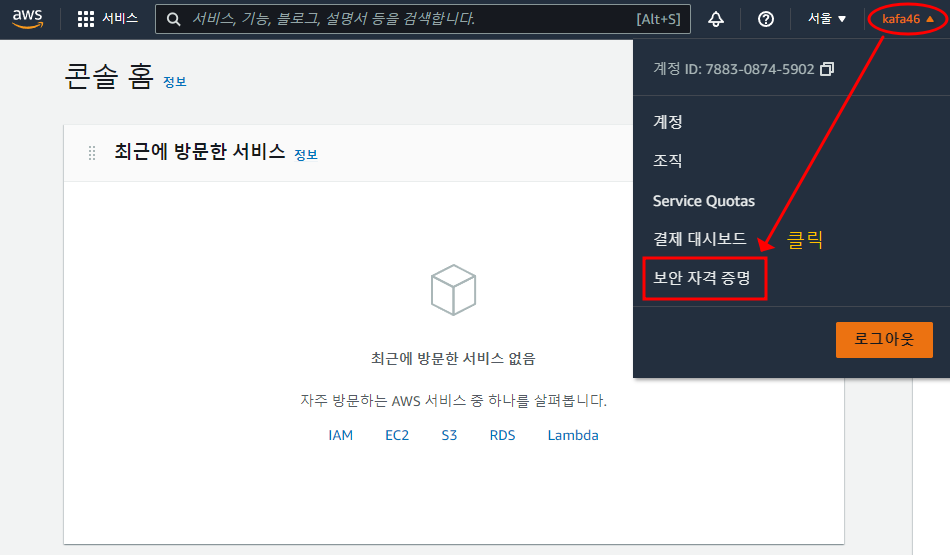 aws 서비스 서비스, 기능, 블로그, 설명서 등을 검색합니다. [Alt+S] 서울 ▼ kafa46 ▲
콘솔 홈 정보
계정 ID: 7883-0874-5902
계정
조직
Service Quotas
결제 대시보드 클릭
보안 자격 증명
로그아웃
최근에 방문한 서비스 정보
최근에 방문한 서비스 없음
자주 방문하는 AWS 서비스 중 하나를 살펴봅니다.
IAM EC2 S3 RDS Lambda